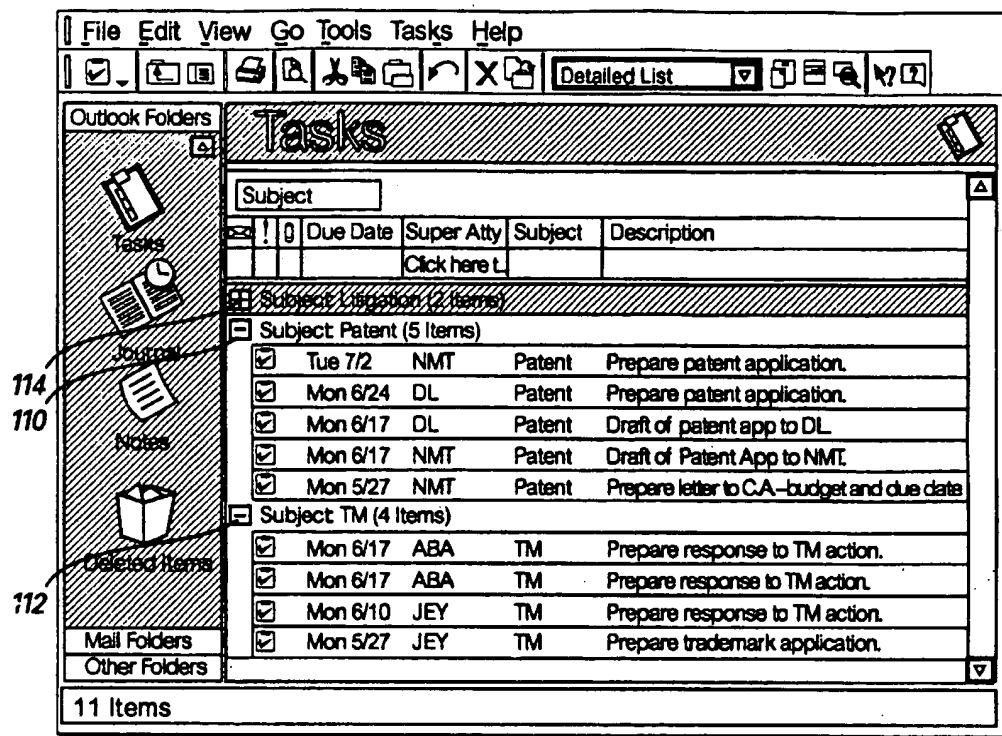 File Edit View Go Tools Tasks Help
Detailed List
Outlook Folders
Tasks
Journal
Notes
Deleted Items
Mail Folders
Other Folders
Tasks
Subject
! Due Date Super Atty Subject Description
Click here t...
Subject: Litigation (2 Items)
Subject: Patent (5 Items)
Tue 7/2 NMT Patent Prepare patent application.
Mon 6/24 DL Patent Prepare patent application.
Mon 6/17 DL Patent Draft of patent app to DL.
Mon 6/17 NMT Patent Draft of Patent App to NMT.
Mon 5/27 NMT Patent Prepare letter to CA-budget and due date
Subject: TM (4 Items)
Mon 6/17 ABA TM Prepare response to TM action.
Mon 6/17 ABA TM Prepare response to TM action.
Mon 6/10 JEY TM Prepare response to TM action.
Mon 5/27 JEY TM Prepare trademark application.
11 Items
114
110
112